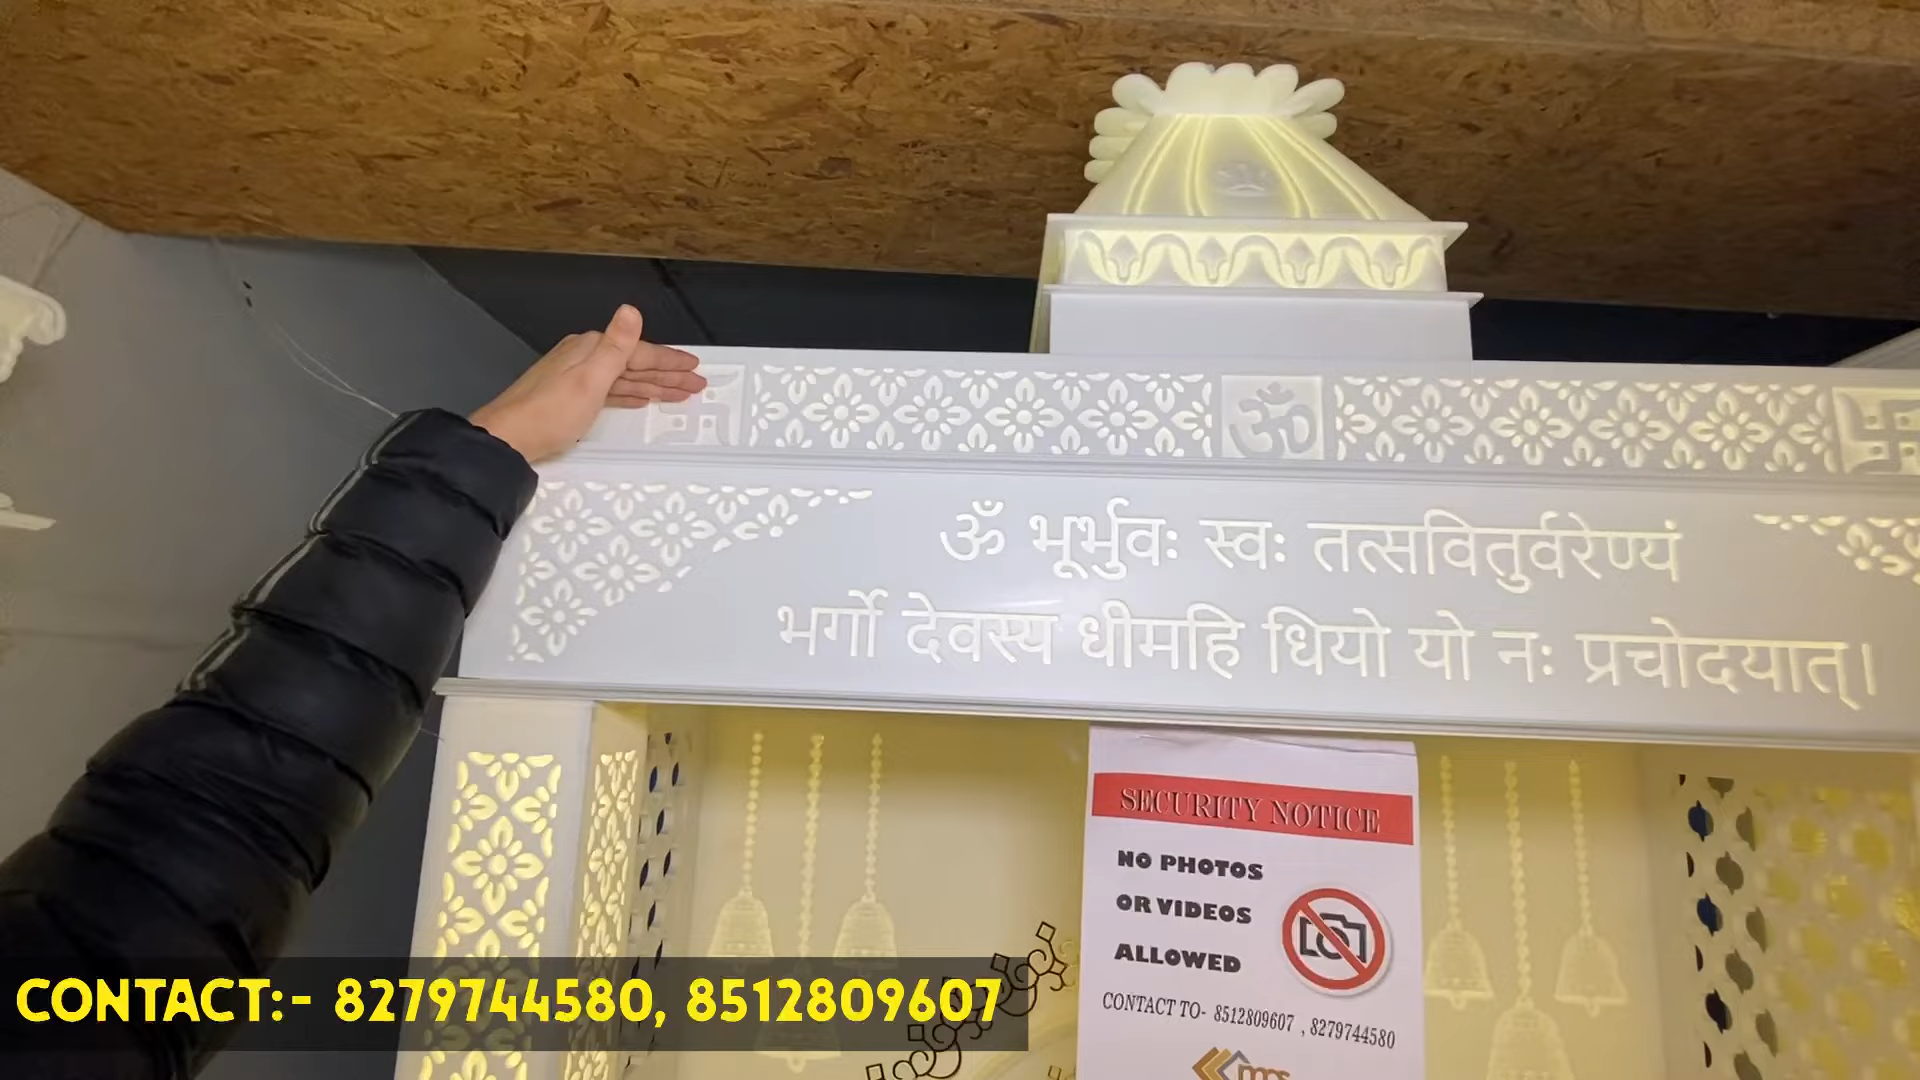 ॐ
ॐ भूर्भुवः स्वः तत्सवितुर्वरेण्यं
भर्गो देवस्य धीमहि धियो यो नः प्रचोदयात्।
SECURITY NOTICE
NO PHOTOS
OR VIDEOS
ALLOWED
CONTACT TO- 8512809607 , 8279744580
CONTACT:- 8279744580, 8512809607